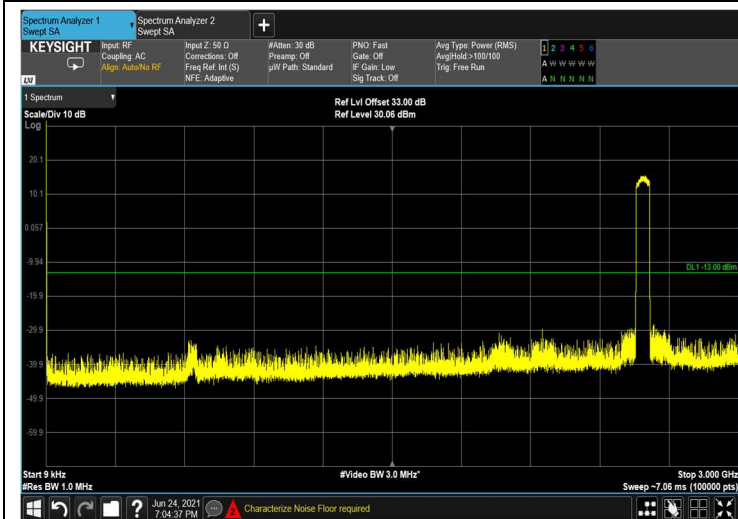 Spectrum Analyzer 1
Swept SA
Spectrum Analyzer 2
Swept SA
+
KEYSIGHT
LXI
Input: RF
Coupling: AC
Align: Auto/No RF
Input Z: 50 Ω
Corrections: Off
Freq Ref: Int (S)
NFE: Adaptive
#Atten: 30 dB
Preamp: Off
µW Path: Standard
PNO: Fast
Gate: Off
IF Gain: Low
Sig Track: Off
Avg Type: Power (RMS)
Avg|Hold:>100/100
Trig: Free Run
1 2 3 4 5 6
A W W W W W
A N N N N N
1 Spectrum
Scale/Div 10 dB
Log
Ref Lvl Offset 33.00 dB
Ref Level 30.06 dBm
20.1
10.1
0.057
-9.94
DL1 -13.00 dBm
-19.9
-29.9
-39.9
-49.9
-59.9
Start 9 kHz
#Res BW 1.0 MHz
#Video BW 3.0 MHz*
Stop 3.000 GHz
Sweep ~7.06 ms (100000 pts)
?
Jun 24, 2021
7:04:37 PM
2
Characterize Noise Floor required